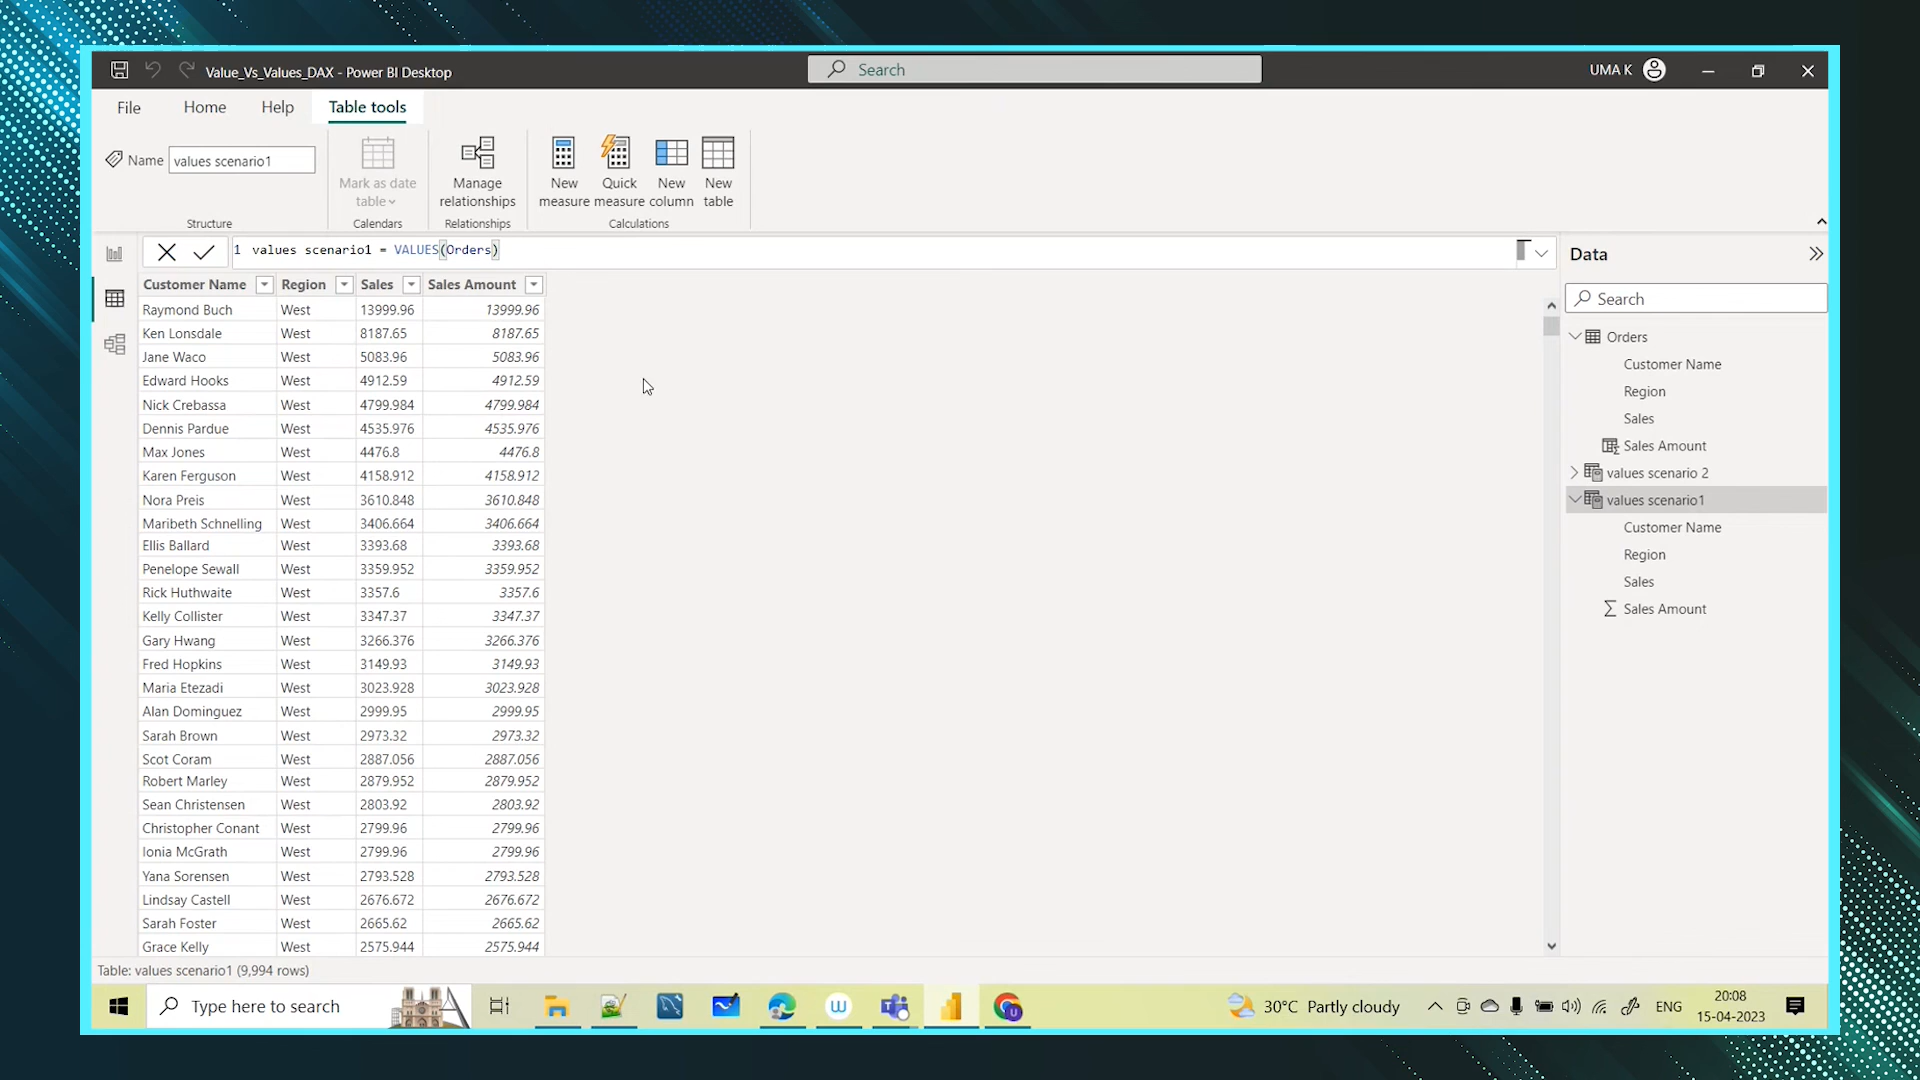 Value_Vs_Values_DAX - Power BI Desktop
Search
UMA K
File Home Help Table tools
Name values scenario1
Mark as date table
Manage relationships
New measure
Quick measure
New column
New table
Structure Calendars Relationships Calculations
1 values scenario1 = VALUES(Orders)
Customer Name Region Sales Sales Amount
Raymond Buch West 13999.96 13999.96
Ken Lonsdale West 8187.65 8187.65
Jane Waco West 5083.96 5083.96
Edward Hooks West 4912.59 4912.59
Nick Crebassa West 4799.984 4799.984
Dennis Pardue West 4535.976 4535.976
Max Jones West 4476.8 4476.8
Karen Ferguson West 4158.912 4158.912
Nora Preis West 3610.848 3610.848
Maribeth Schnelling West 3406.664 3406.664
Ellis Ballard West 3393.68 3393.68
Penelope Sewall West 3359.952 3359.952
Rick Huthwaite West 3357.6 3357.6
Kelly Collister West 3347.37 3347.37
Gary Hwang West 3266.376 3266.376
Fred Hopkins West 3149.93 3149.93
Maria Etezadi West 3023.928 3023.928
Alan Dominguez West 2999.95 2999.95
Sarah Brown West 2973.32 2973.32
Scot Coram West 2887.056 2887.056
Robert Marley West 2879.952 2879.952
Sean Christensen West 2803.92 2803.92
Christopher Conant West 2799.96 2799.96
Ionia McGrath West 2799.96 2799.96
Yana Sorensen West 2793.528 2793.528
Lindsay Castell West 2676.672 2676.672
Sarah Foster West 2665.62 2665.62
Grace Kelly West 2575.944 2575.944
Table: values scenario1 (9,994 rows)
Data
Search
Orders
Customer Name
Region
Sales
Sales Amount
values scenario 2
values scenario1
Customer Name
Region
Sales
Sales Amount
Type here to search
30°C Partly cloudy
ENG
20:08
15-04-2023